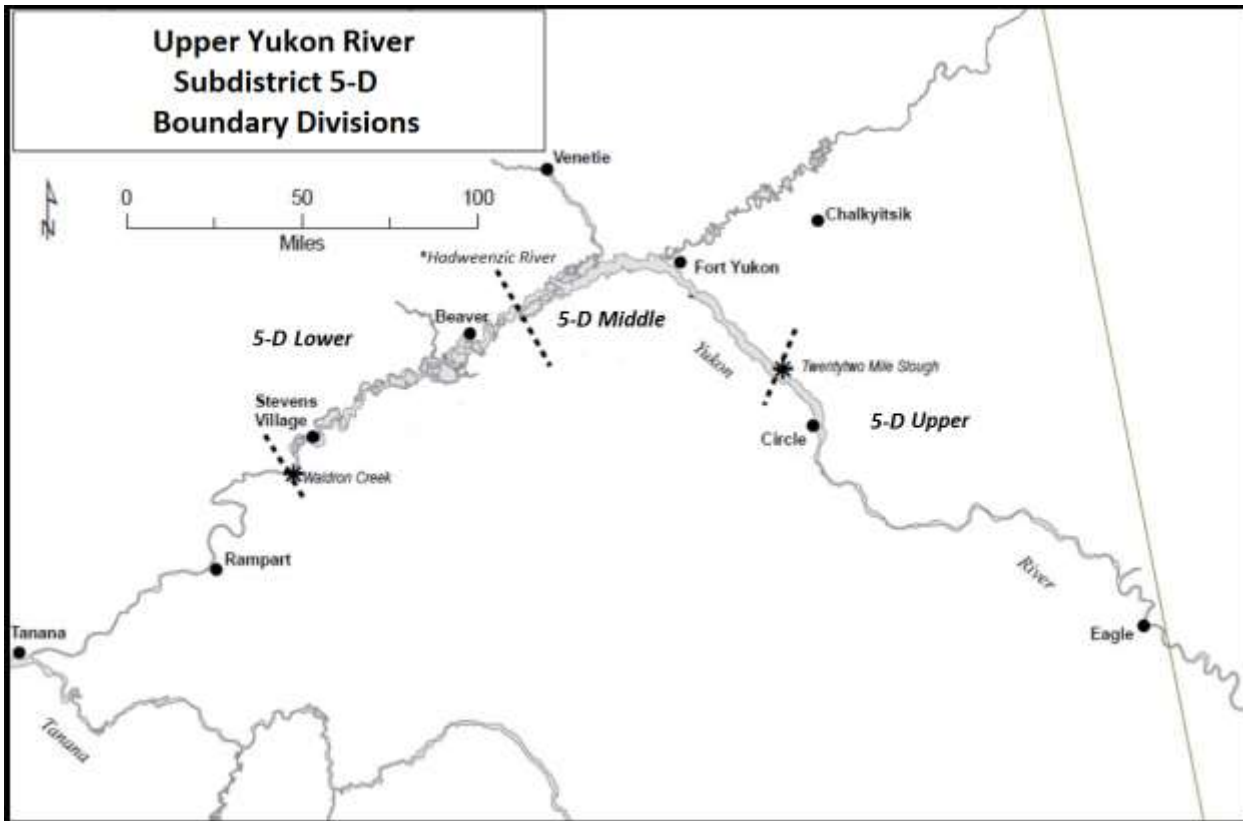 Upper Yukon River
Subdistrict 5-D
Boundary Divisions
Venetie
0 50 100
Miles
N
Chalkyitsik
*Hadweenzic River
Fort Yukon
Beaver
5-D Middle
5-D Lower
Yukon
Twentytwo Mile Slough
Stevens
Village
5-D Upper
Circle
Waldron Creek
Rampart
River
Tanana
Eagle
Tanana